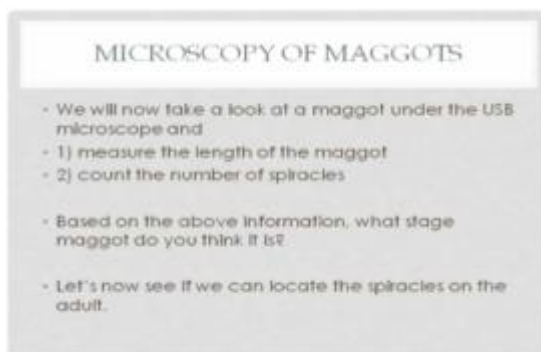 MICROSCOPY OF MAGGOTS
• We will now take a look at a maggot under the USB
microscope and
• 1) measure the length of the maggot
• 2) count the number of spiracles
• Based on the above information, what stage
maggot do you think it is?
• Let's now see if we can locate the spiracles on the
adult.